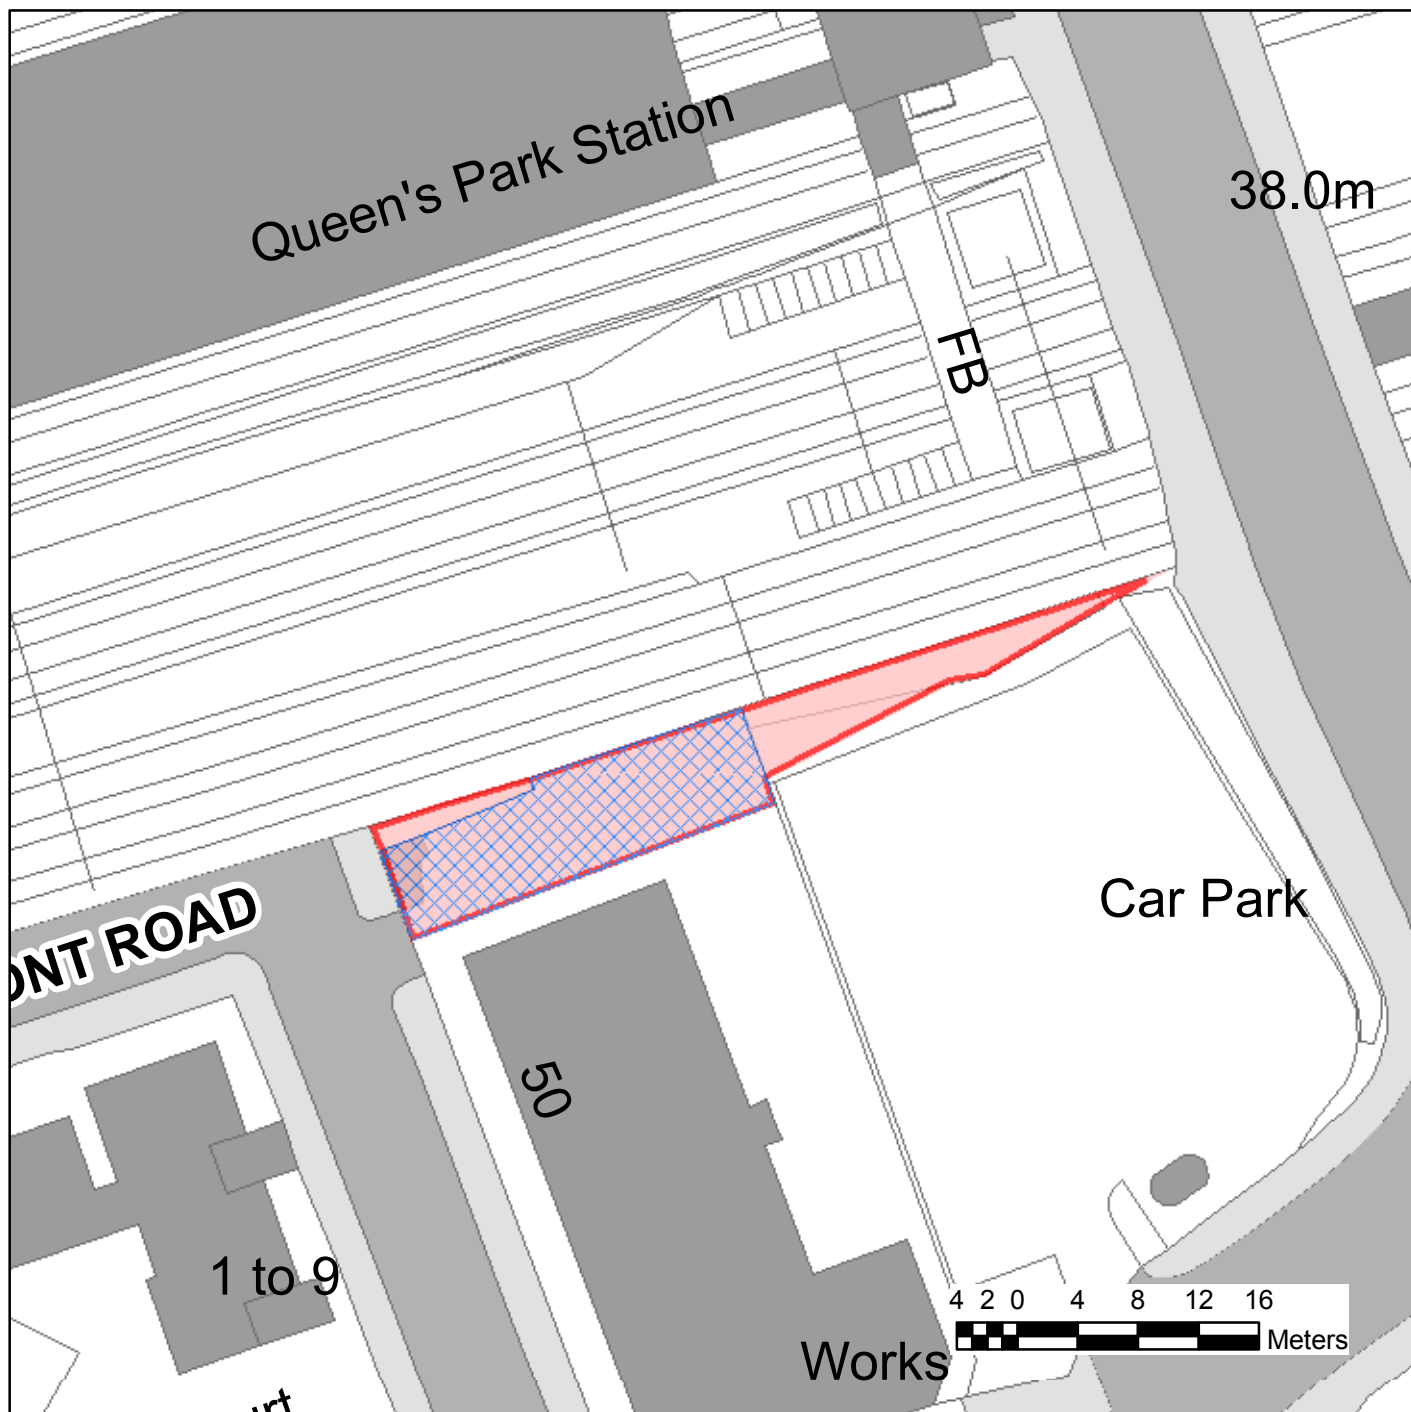 Queen's Park Station
38.0m
FB
ONT ROAD
Car Park
50
1 to 9
4 2 0 4 8 12 16
Meters
Works